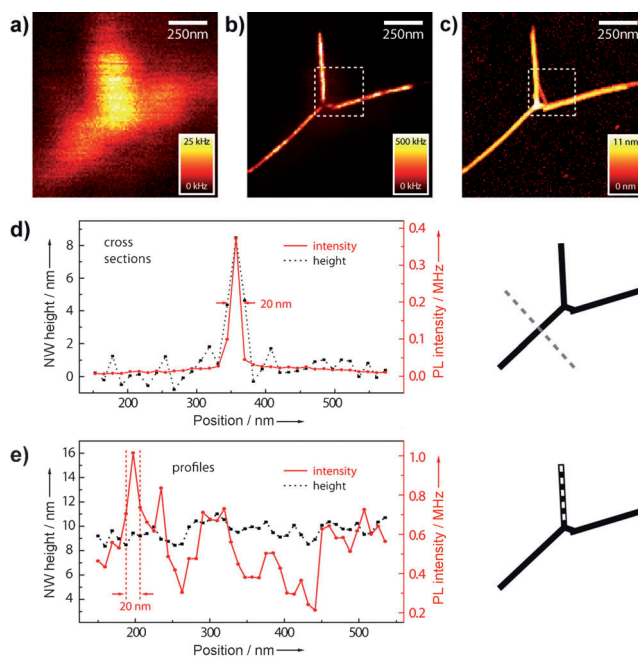 a) 250nm
25 kHz
0 kHz
b) 250nm
500 kHz
0 kHz
c) 250nm
11 nm
0 nm
d)
NW height / nm
8
6
4
2
0
cross
sections
intensity
height
20 nm
0.4
0.3
0.2
0.1
0.0
PL intensity / MHz
200 300 400 500
Position / nm
e)
NW height / nm
16
14
12
10
8
6
4
profiles
intensity
height
20 nm
1.0
0.8
0.6
0.4
0.2
PL intensity / MHz
200 300 400 500
Position / nm